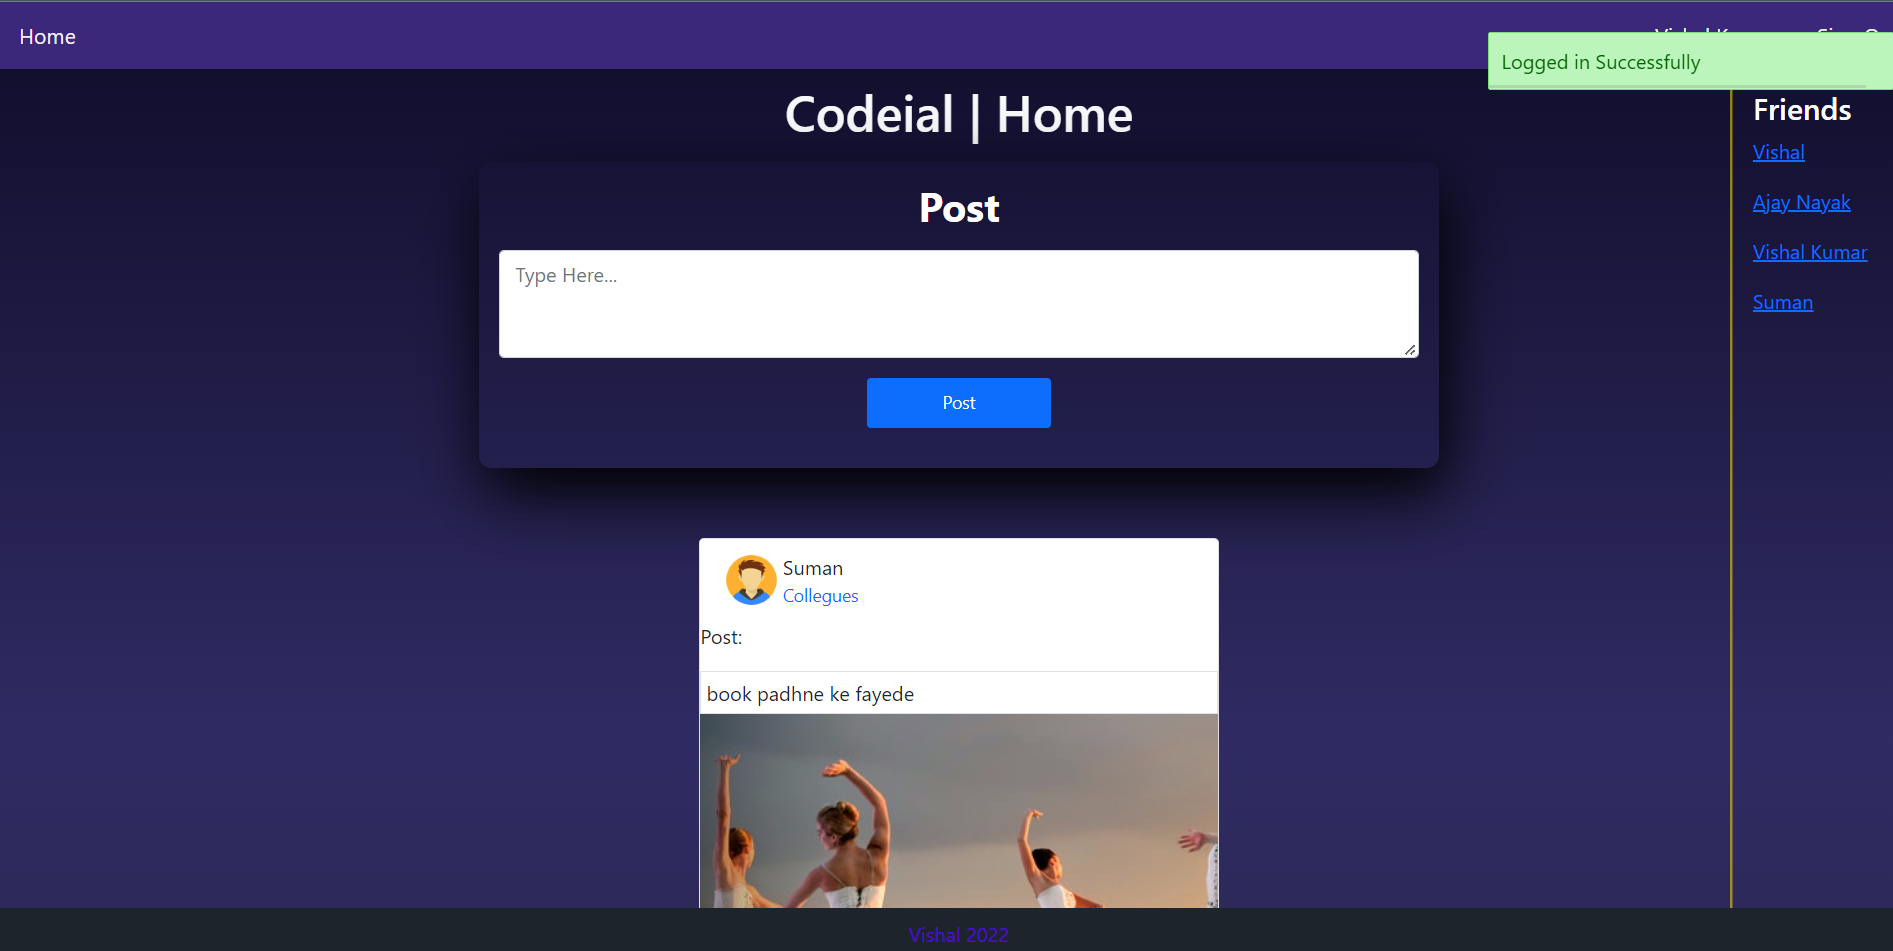 Home
Logged in Successfully
Codeial | Home
Friends
Vishal
Ajay Nayak
Vishal Kumar
Suman
Post
Type Here...
Post
Suman
Collegues
Post:
book padhne ke fayede
Vishal 2022